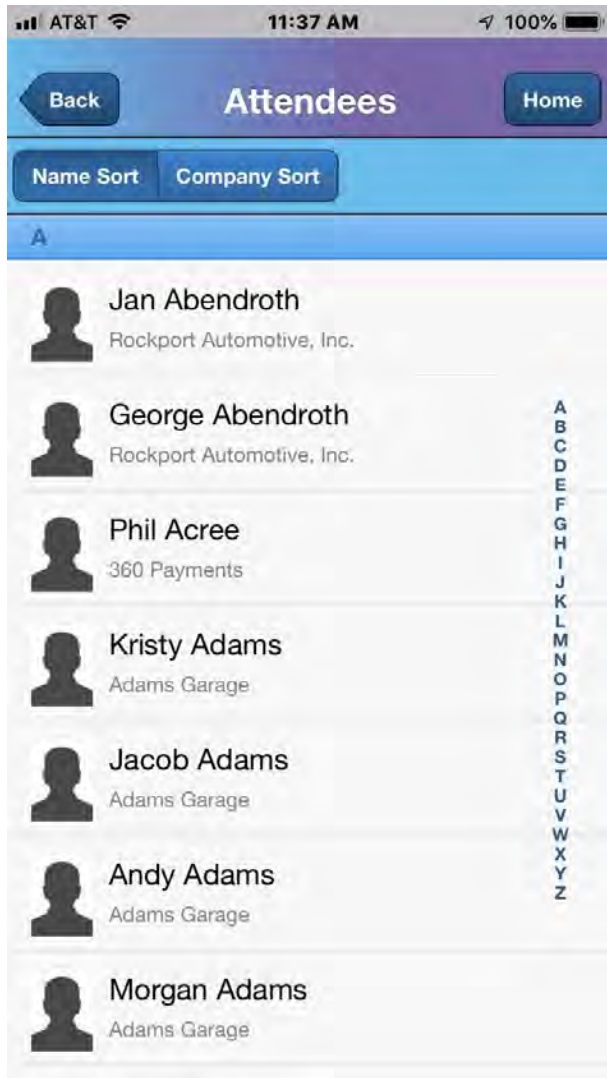 AT&T 11:37 AM 100%
Back Attendees Home
Name Sort Company Sort
A
Jan Abendroth
Rockport Automotive, Inc.
George Abendroth
Rockport Automotive, Inc.
Phil Acree
360 Payments
Kristy Adams
Adams Garage
Jacob Adams
Adams Garage
Andy Adams
Adams Garage
Morgan Adams
Adams Garage
A
B
C
D
E
F
G
H
I
J
K
L
M
N
O
P
Q
R
S
T
U
V
W
X
Y
Z